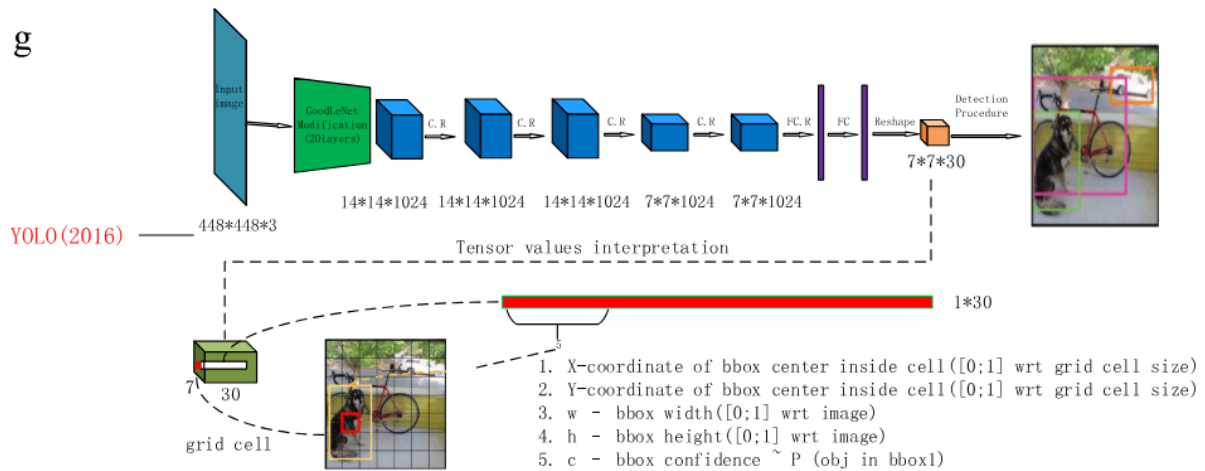 g
Input
image
GoodLeNet
Modification
(20layers)
C.R
C.R
C.R
C.R
FC.R
FC
Reshape
Detection
Procedure
7*7*30
14*14*1024
14*14*1024
14*14*1024
7*7*1024
7*7*1024
448*448*3
YOLO(2016)
Tensor values interpretation
1*30
5
7
30
grid cell
1. X-coordinate of bbox center inside cell([0;1] wrt grid cell size)
2. Y-coordinate of bbox center inside cell([0;1] wrt grid cell size)
3. w - bbox width([0;1] wrt image)
4. h - bbox height([0;1] wrt image)
5. c - bbox confidence ~ P (obj in bbox1)